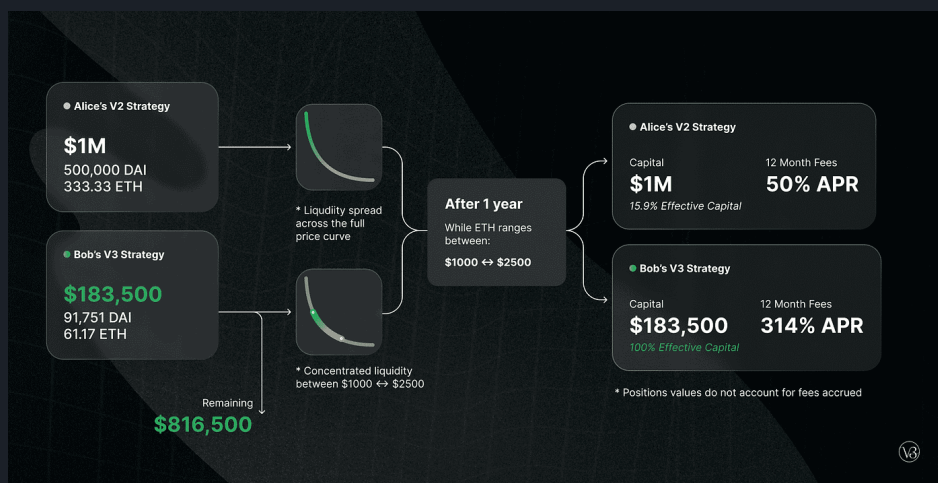 Alice's V2 Strategy
$1M
500,000 DAI
333.33 ETH
* Liqudiity spread
across the full
price curve
Bob's V3 Strategy
$183,500
91,751 DAI
61.17 ETH
Remaining
$816,500
* Concentrated liquidity
between $1000 ↔ $2500
After 1 year
While ETH ranges
between:
$1000 ↔ $2500
Alice's V2 Strategy
Capital
$1M
15.9% Effective Capital
12 Month Fees
50% APR
Bob's V3 Strategy
Capital
$183,500
100% Effective Capital
12 Month Fees
314% APR
* Positions values do not account for fees accrued
V3